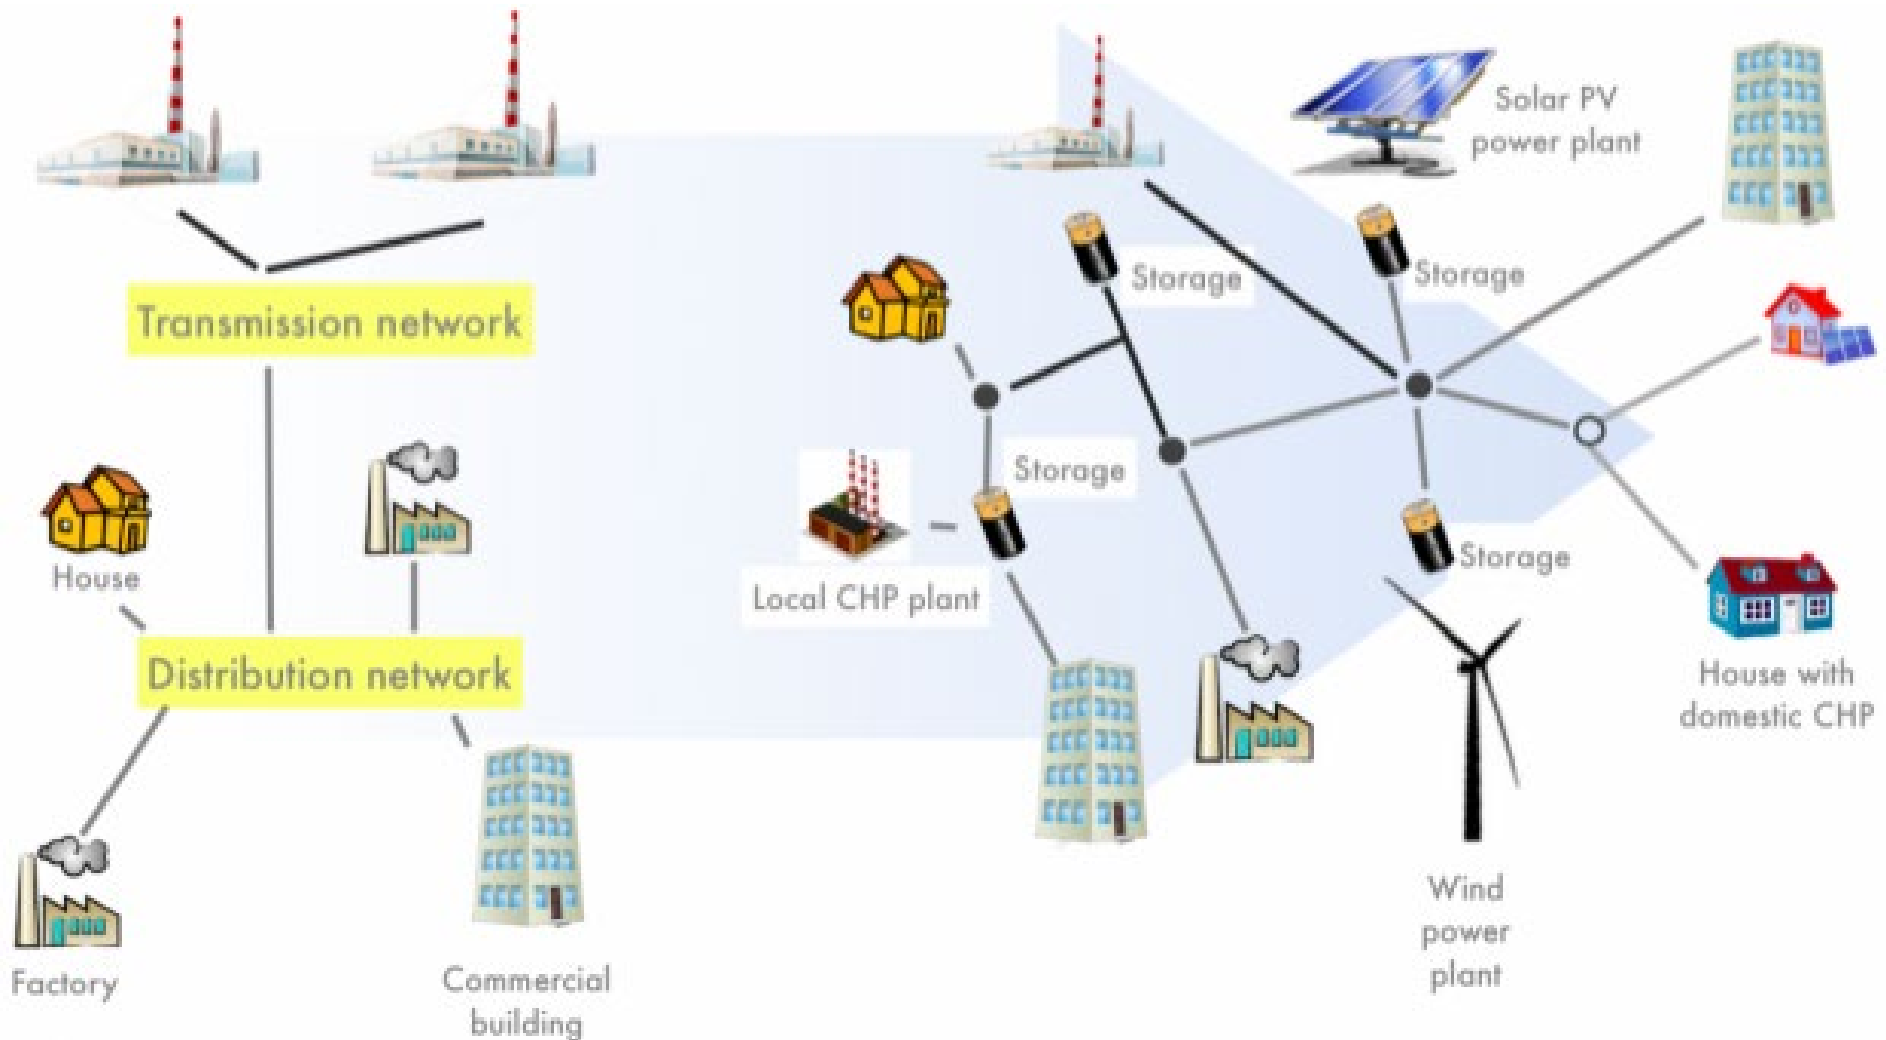 Solar PV
power plant
Storage
Storage
Transmission network
Storage
Storage
House
Local CHP plant
Distribution network
House with
domestic CHP
Wind
power
plant
Factory
Commercial
building